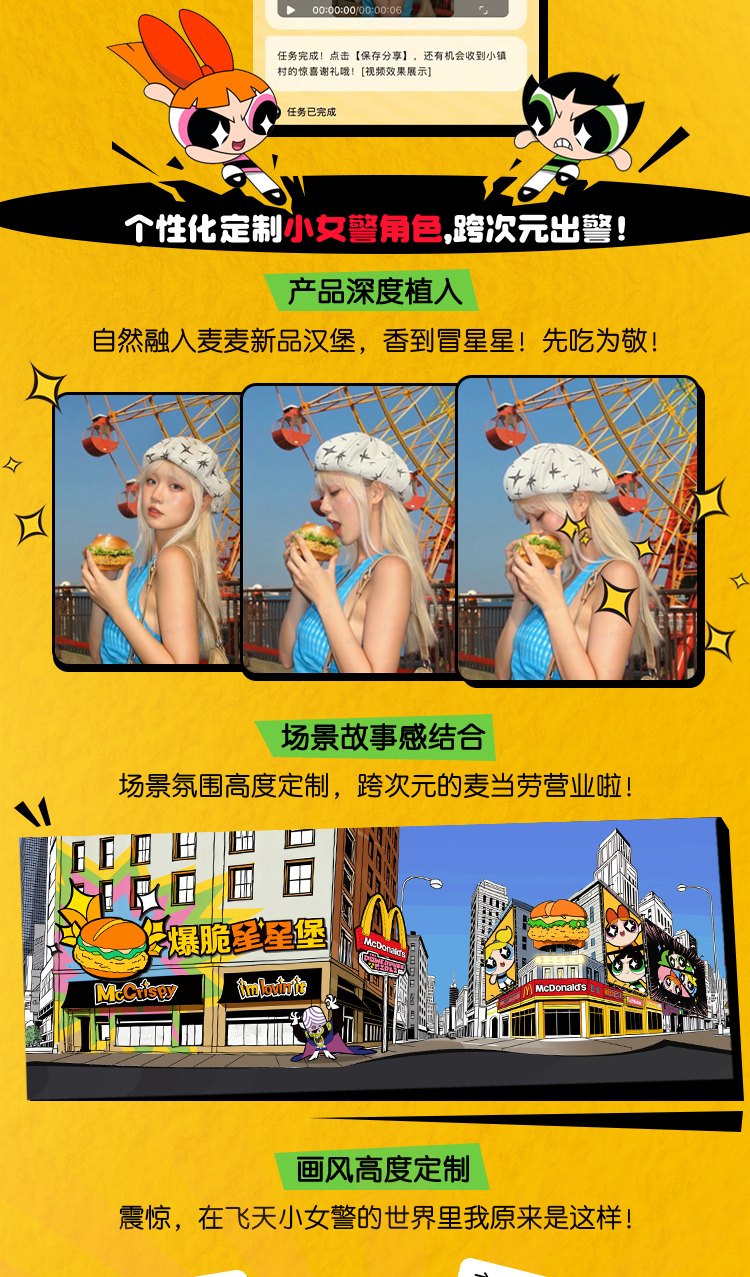 00:00:00/00:00:06
任务完成！点击【保存分享】，还有机会收到小镇
村的惊喜谢礼哦！[视频效果展示]
任务已完成
个性化定制小女警角色,跨次元出警！
产品深度植入
自然融入麦麦新品汉堡，香到冒星星！先吃为敬！
场景故事感结合
场景氛围高度定制，跨次元的麦当劳营业啦！
爆脆星星堡
McCrispy
i'm lovin' it
McDonald's
McDonald's
画风高度定制
震惊，在飞天小女警的世界里我原来是这样！